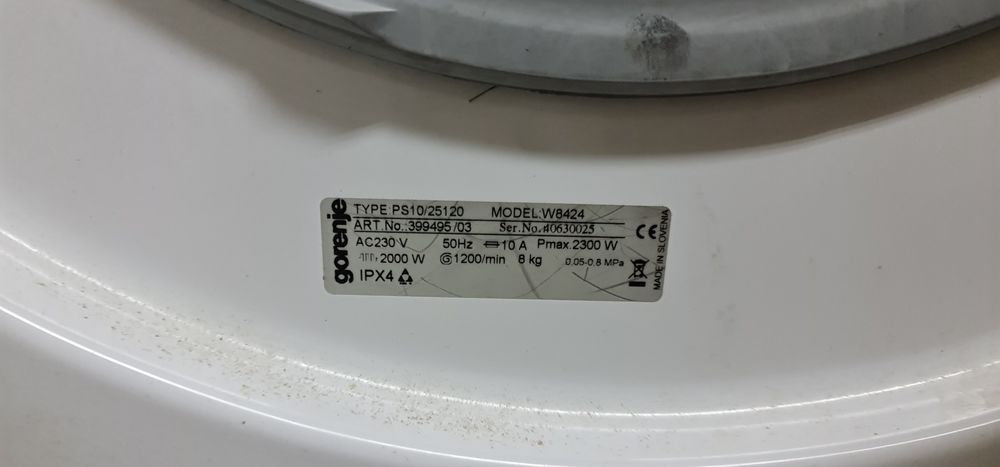 gorenje
TYPE:PS10/25120 MODEL:W8424
ART.No.:399495/03 Ser.No.:40630025
AC230 V 50Hz 10 A Pmax.2300 W
2000 W 1200/min 8 kg 0.05-0.8 MPa
IPX4
CE
MADE IN SLOVENIA